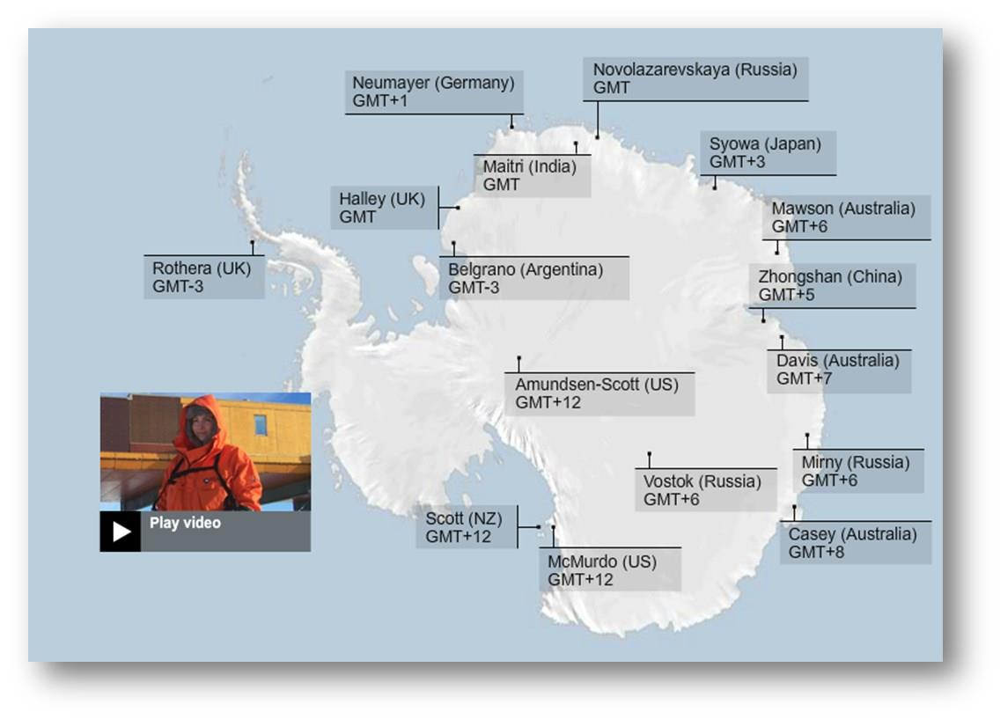 Neumayer (Germany)
GMT+1
Novolazarevskaya (Russia)
GMT
Maitri (India)
GMT
Syowa (Japan)
GMT+3
Halley (UK)
GMT
Mawson (Australia)
GMT+6
Rothera (UK)
GMT-3
Belgrano (Argentina)
GMT-3
Zhongshan (China)
GMT+5
Davis (Australia)
GMT+7
Amundsen-Scott (US)
GMT+12
Mirny (Russia)
GMT+6
Vostok (Russia)
GMT+6
Scott (NZ)
GMT+12
Casey (Australia)
GMT+8
McMurdo (US)
GMT+12
Play video